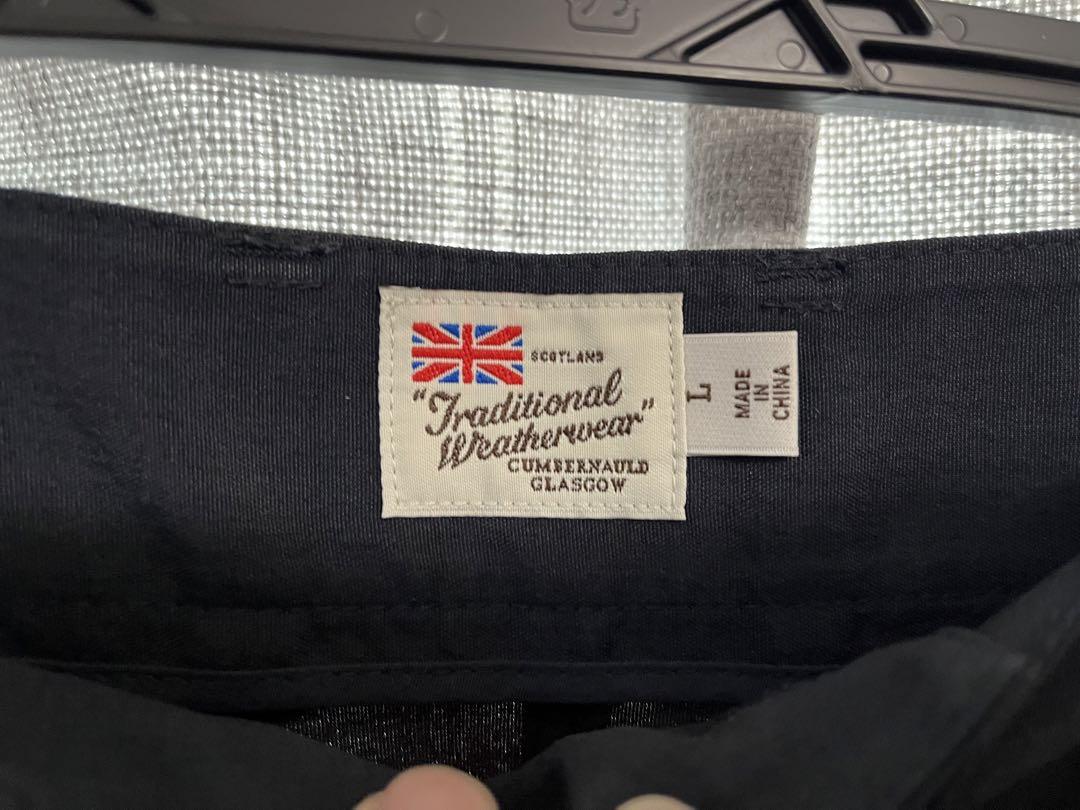 SCOTLAND
"Traditional
Weatherwear"
CUMBERNAULD
GLASGOW
L
MADE
IN
CHINA